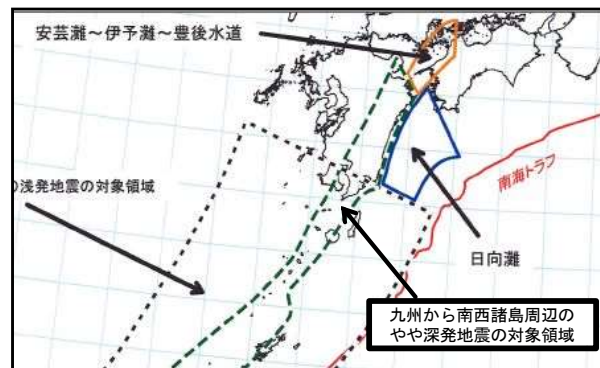 安芸灘～伊予灘～豊後水道
の浅発地震の対象領域
南海トラフ
日向灘
九州から南西諸島周辺の
やや深発地震の対象領域